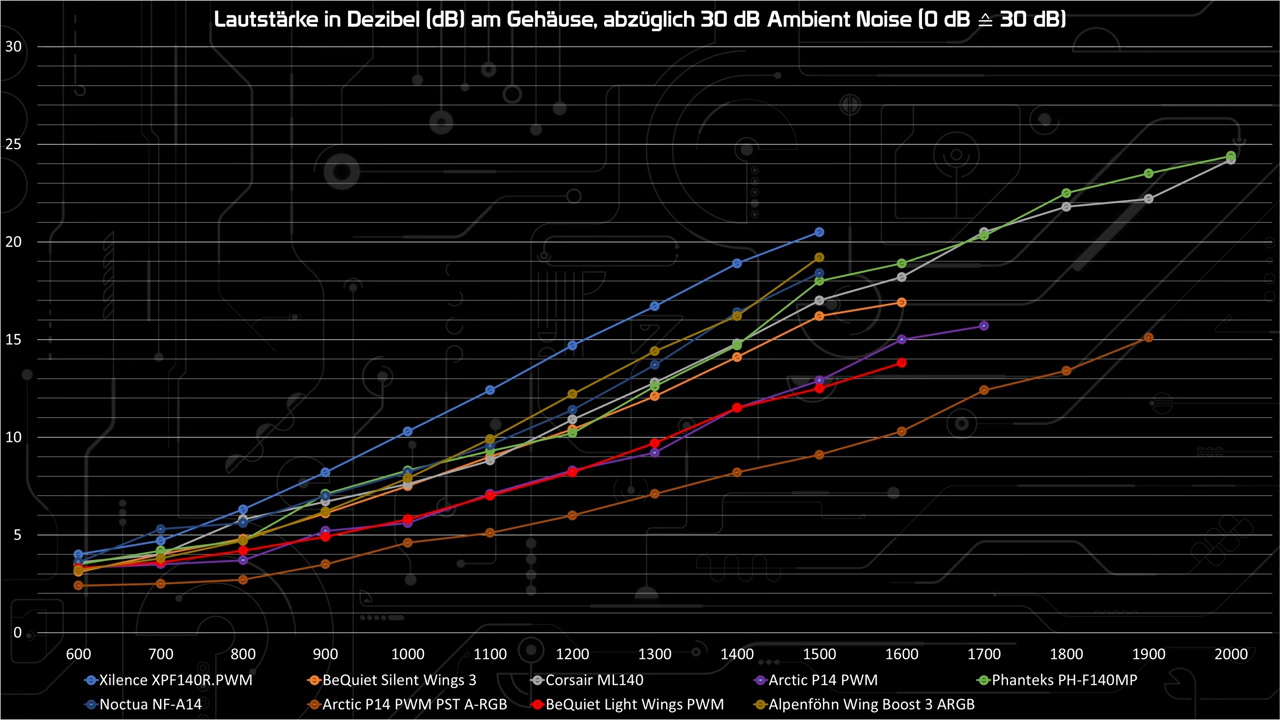 Lautstärke in Dezibel (dB) am Gehäuse, abzüglich 30 dB Ambient Noise (0 dB ≙ 30 dB)
30
25
20
15
10
5
0
600 700 800 900 1000 1100 1200 1300 1400 1500 1600 1700 1800 1900 2000
Xilence XPF140R.PWM BeQuiet Silent Wings 3 Corsair ML140 Arctic P14 PWM Phanteks PH-F140MP
Noctua NF-A14 Arctic P14 PWM PST A-RGB BeQuiet Light Wings PWM Alpenföhn Wing Boost 3 ARGB